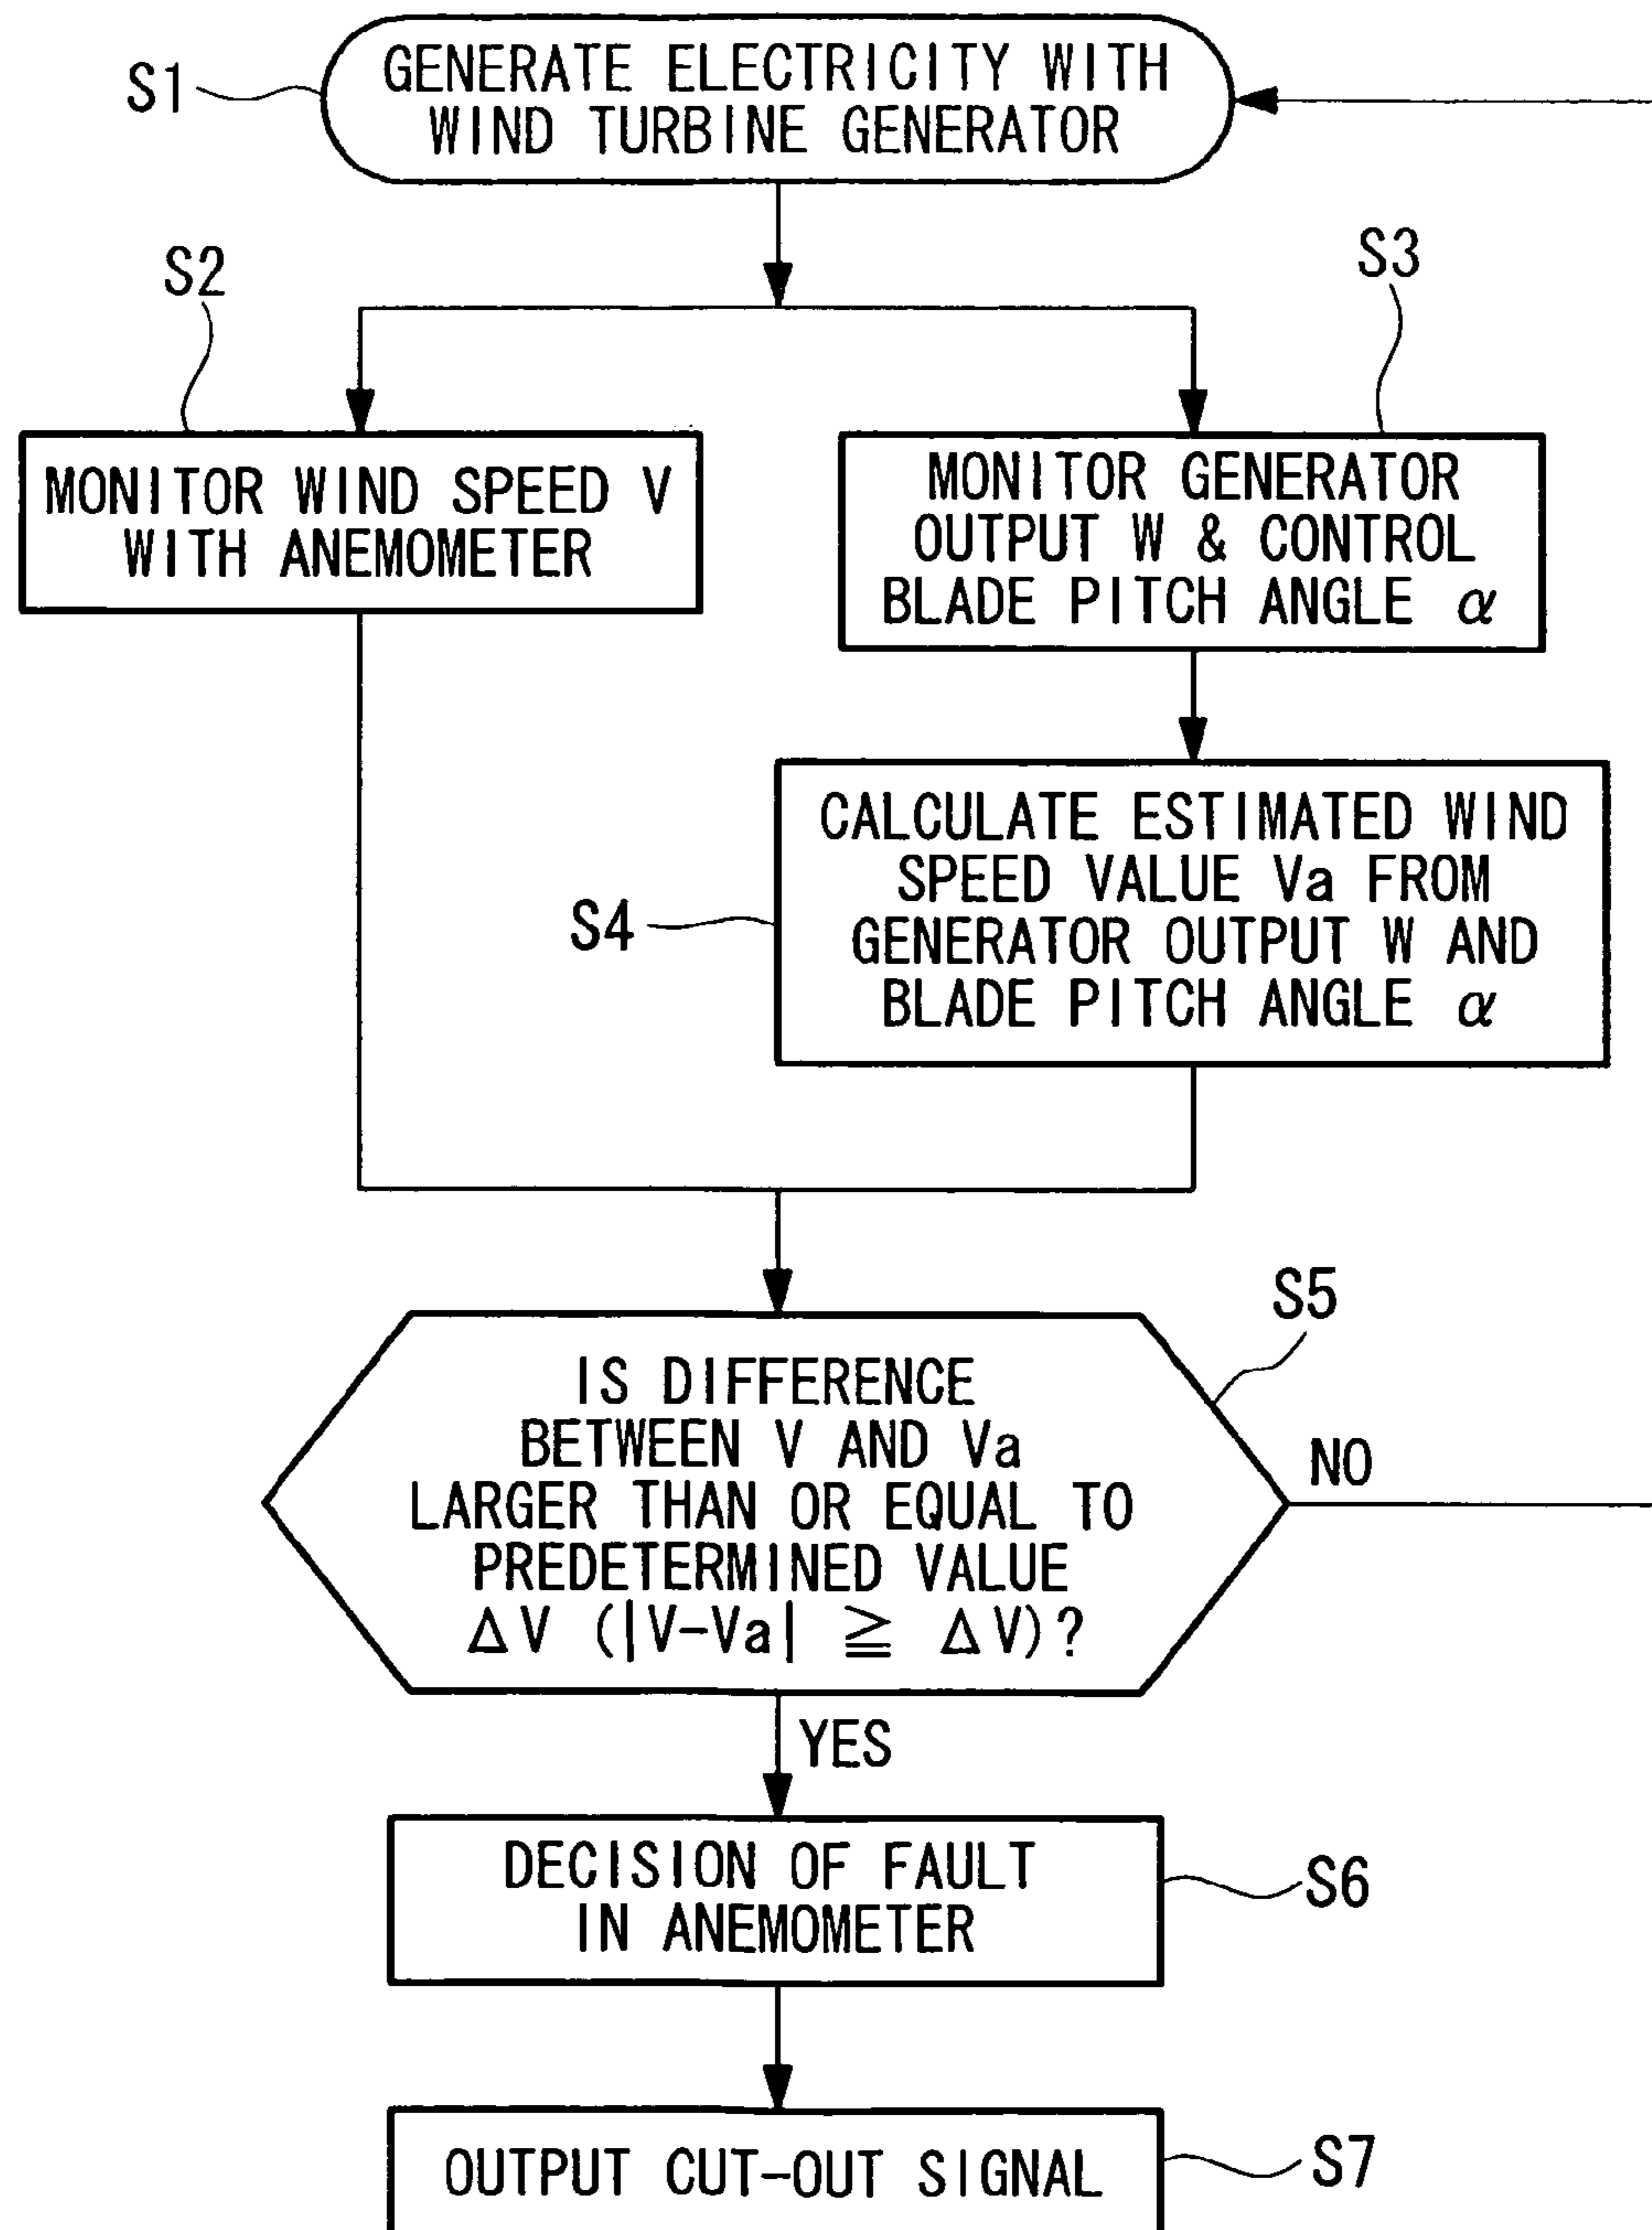 S1
GENERATE ELECTRICITY WITH
WIND TURBINE GENERATOR
S2
S3
MONITOR WIND SPEED V
WITH ANEMOMETER
MONITOR GENERATOR
OUTPUT W & CONTROL
BLADE PITCH ANGLE α
S4
CALCULATE ESTIMATED WIND
SPEED VALUE Va FROM
GENERATOR OUTPUT W AND
BLADE PITCH ANGLE α
S5
IS DIFFERENCE
BETWEEN V AND Va
LARGER THAN OR EQUAL TO
PREDETERMINED VALUE
ΔV (|V-Va| ≧ ΔV)?
NO
YES
DECISION OF FAULT
IN ANEMOMETER
S6
OUTPUT CUT-OUT SIGNAL
S7